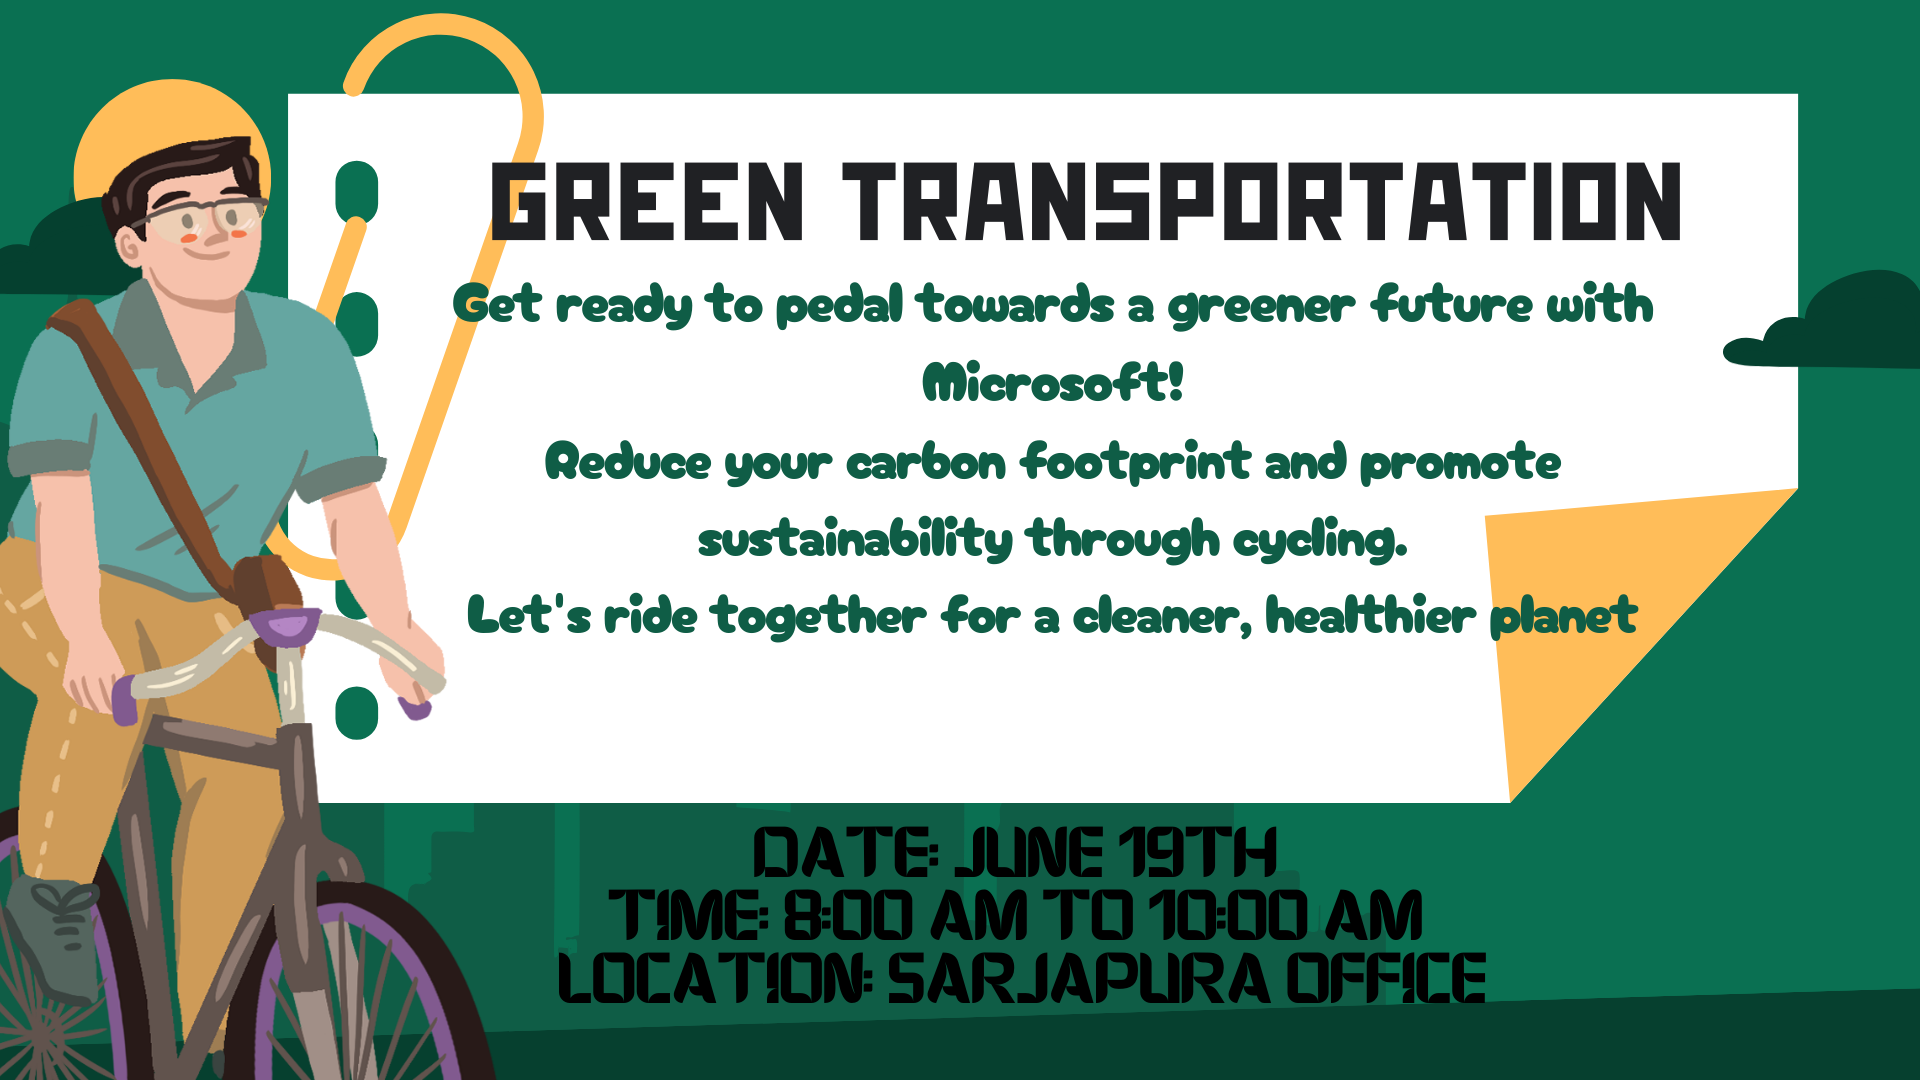 GREEN TRANSPORTATION
Get ready to pedal towards a greener future with
Microsoft!
Reduce your carbon footprint and promote
sustainability through cycling.
Let's ride together for a cleaner, healthier planet
DATE: JUNE 19TH
TIME: 8:00 AM TO 10:00 AM
LOCATION: SARJAPURA OFFICE